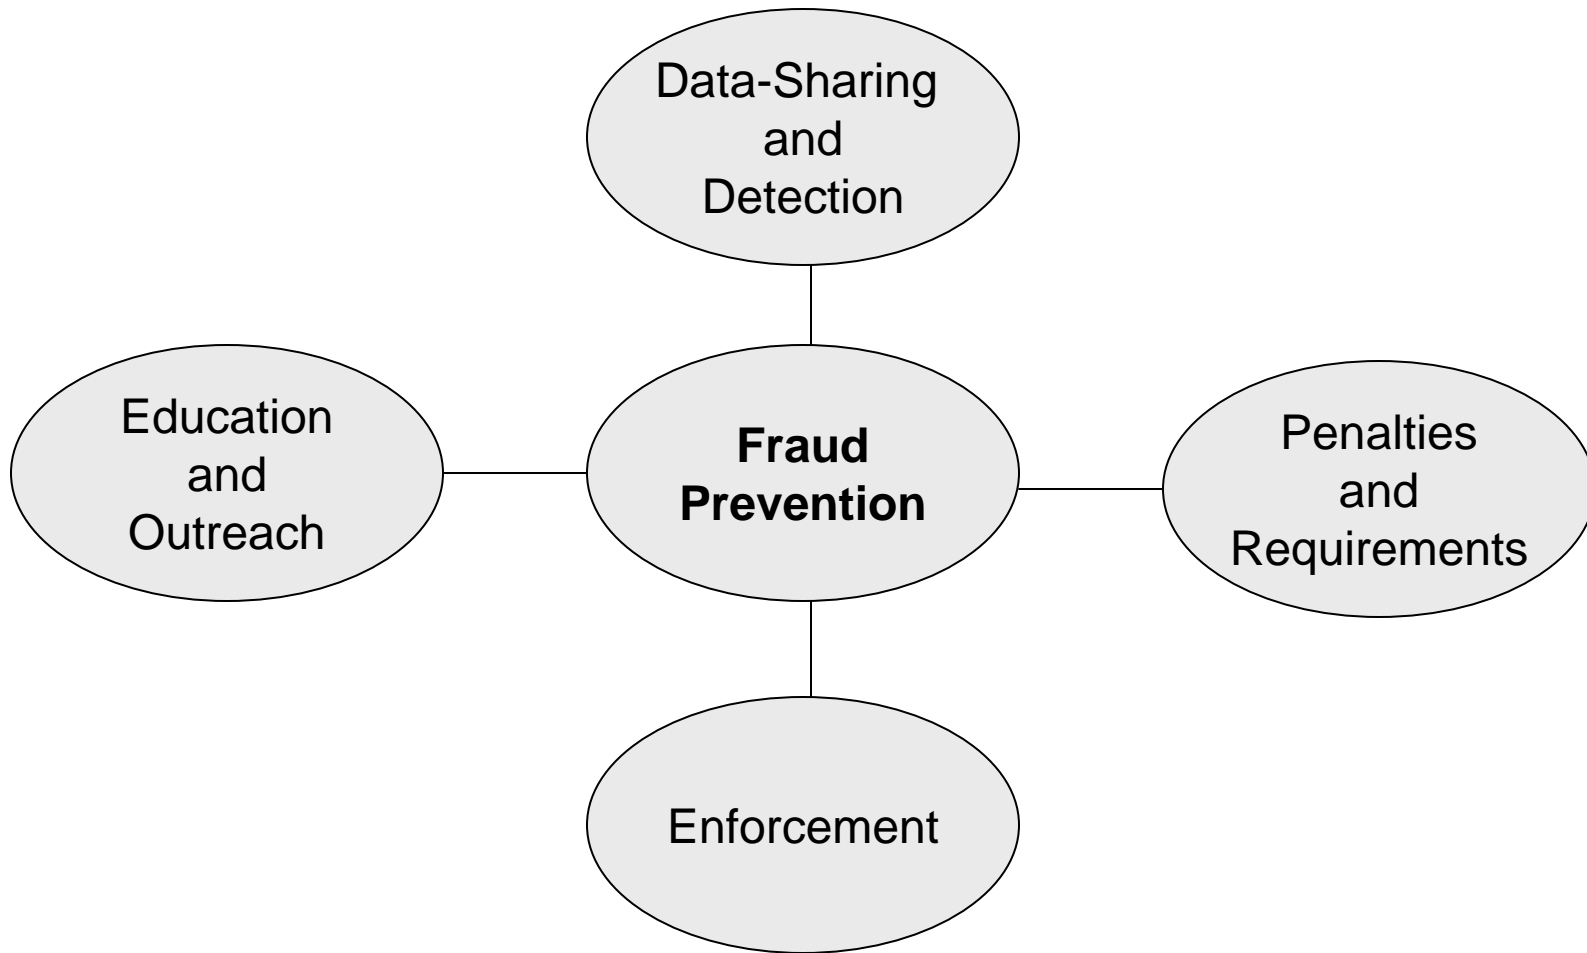 Data-Sharing
and
Detection
Education
and
Outreach
Fraud
Prevention
Penalties
and
Requirements
Enforcement